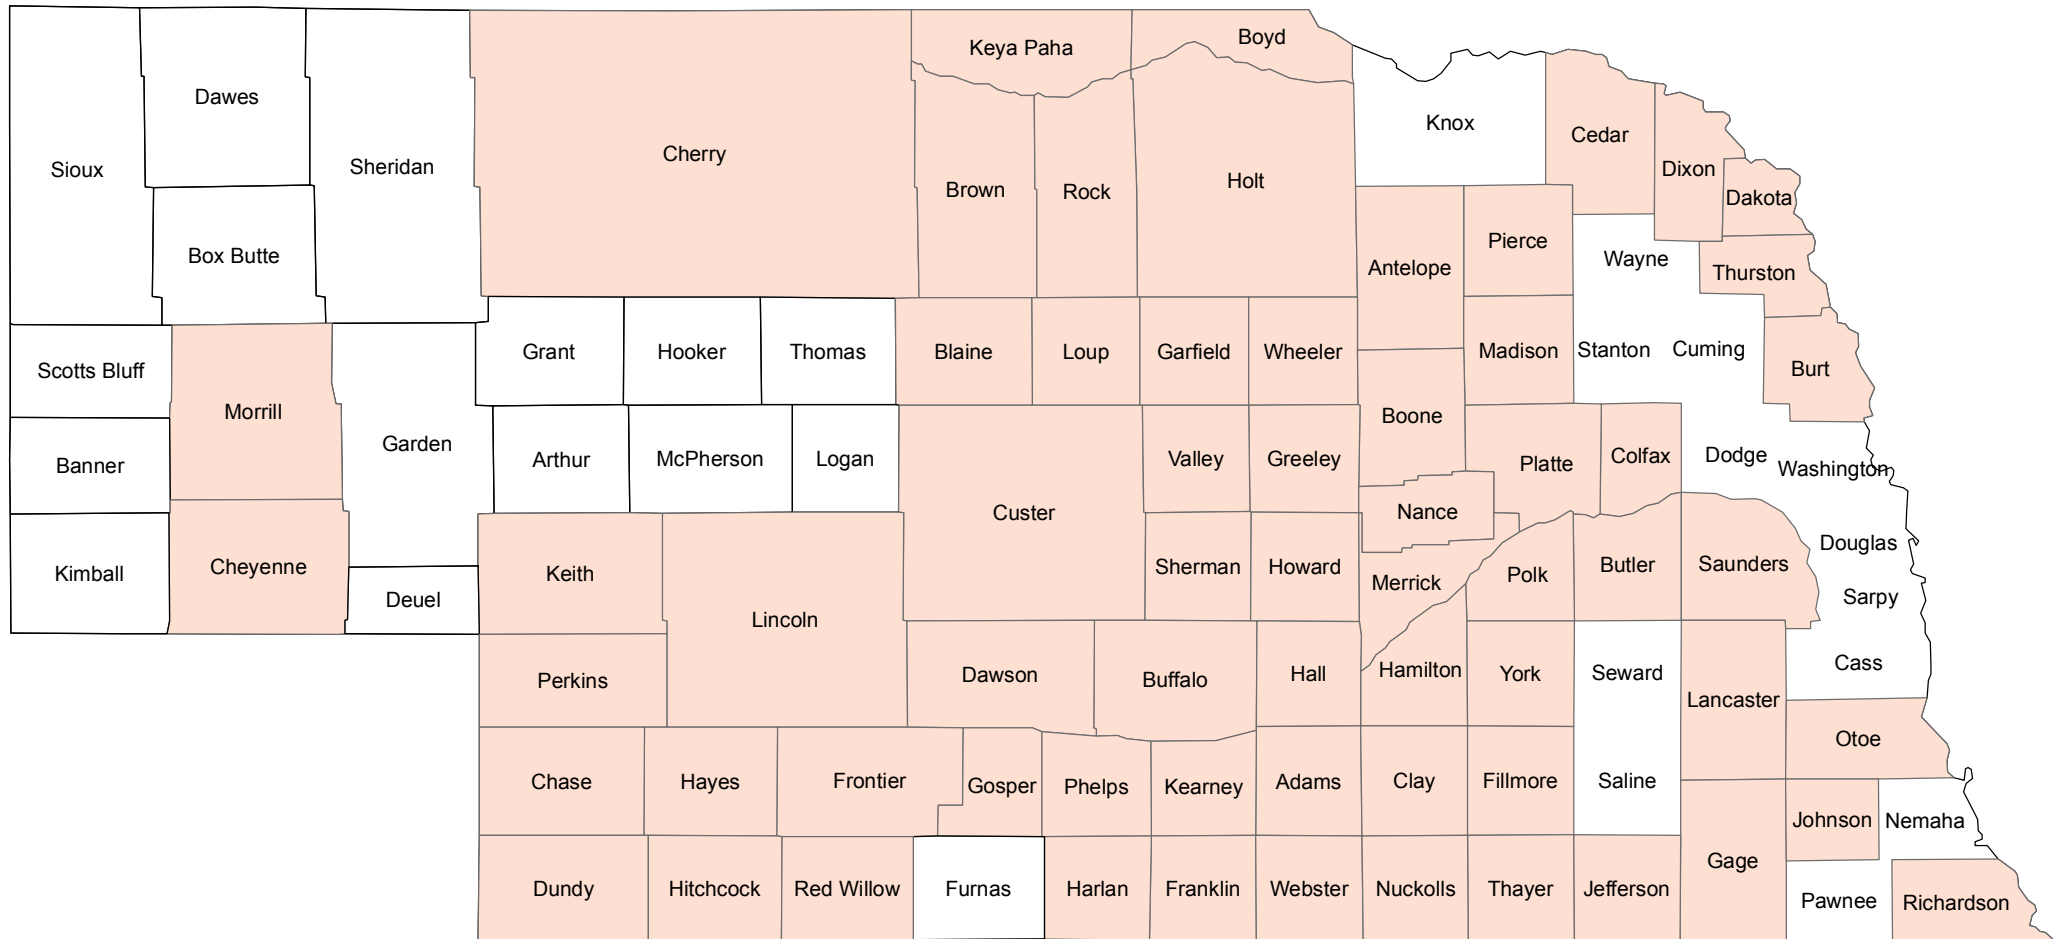 Keya Paha
Boyd
Dawes
Knox
Cedar
Cherry
Sioux
Sheridan
Dixon
Holt
Brown
Rock
Dakota
Pierce
Box Butte
Wayne
Antelope
Thurston
Grant
Hooker
Thomas
Blaine
Loup
Garfield
Wheeler
Madison
Stanton
Cuming
Scotts Bluff
Burt
Morrill
Boone
Garden
Dodge
Colfax
Banner
Arthur
McPherson
Logan
Valley
Greeley
Platte
Washington
Custer
Nance
Douglas
Kimball
Cheyenne
Keith
Sherman
Howard
Merrick
Polk
Butler
Saunders
Deuel
Sarpy
Lincoln
Cass
Perkins
Dawson
Buffalo
Hall
Hamilton
York
Seward
Lancaster
Otoe
Chase
Hayes
Frontier
Gosper
Phelps
Kearney
Adams
Clay
Fillmore
Saline
Johnson
Nemaha
Gage
Dundy
Hitchcock
Red Willow
Furnas
Harlan
Franklin
Webster
Nuckolls
Thayer
Jefferson
Pawnee
Richardson